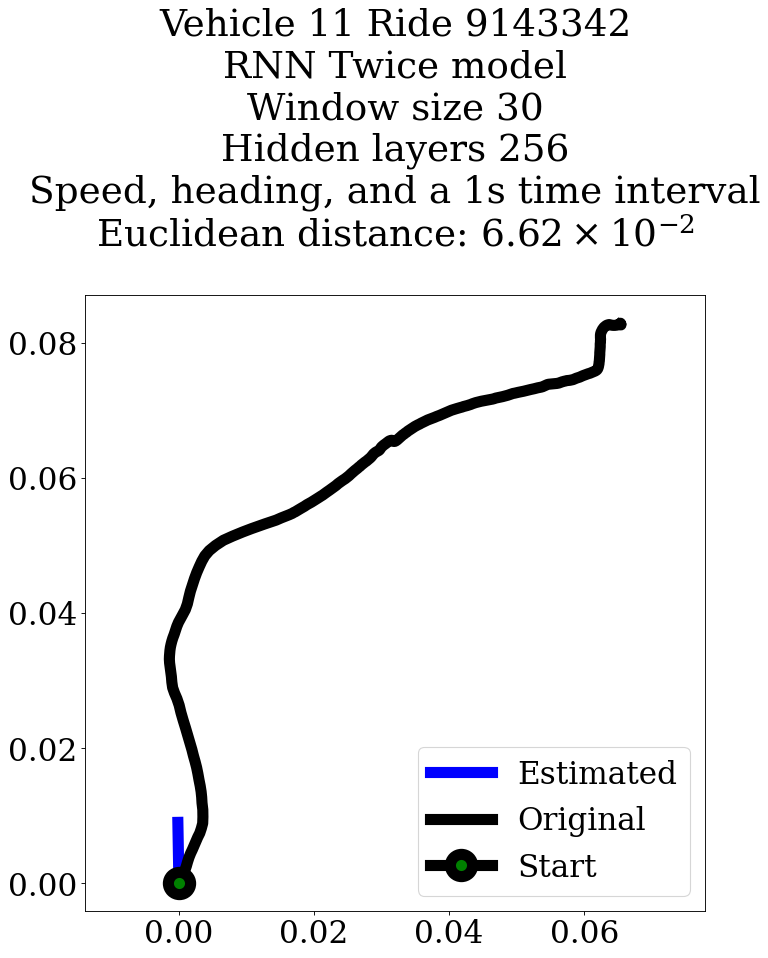 Vehicle 11 Ride 9143342
RNN Twice model
Window size 30
Hidden layers 256
Speed, heading, and a 1s time interval
Euclidean distance: 6.62 × 10⁻²
0.08
0.06
0.04
0.02
0.00
Estimated
Original
Start
0.00 0.02 0.04 0.06